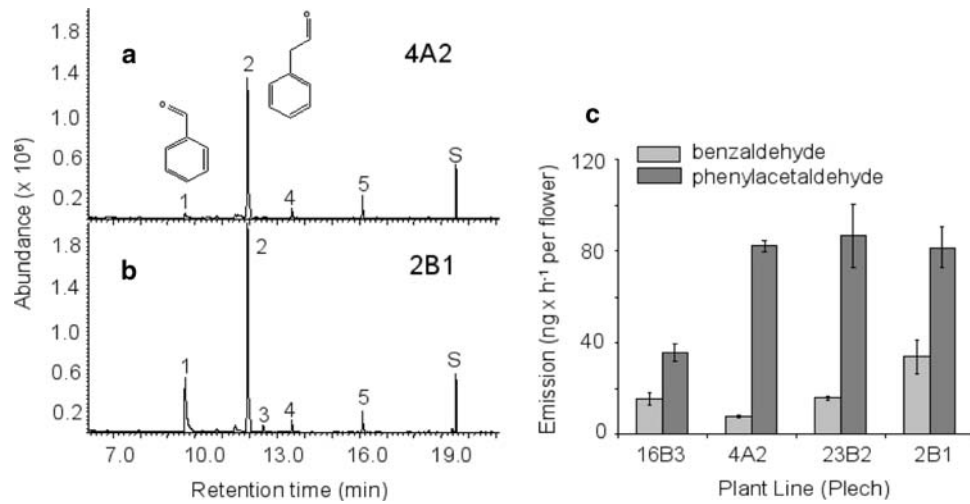 a
4A2
1.8
1.4
1.0
0.6
0.2
o
o
1
2
4
5
S
b
2B1
1.8
1.4
1.0
0.6
0.2
1
2
3
4
5
S
Abundance (x 10⁶)
7.0 10.0 13.0 16.0 19.0
Retention time (min)
c
benzaldehyde
phenylacetaldehyde
120
80
40
0
Emission (ng x h⁻¹ per flower)
16B3 4A2 23B2 2B1
Plant Line (Plech)